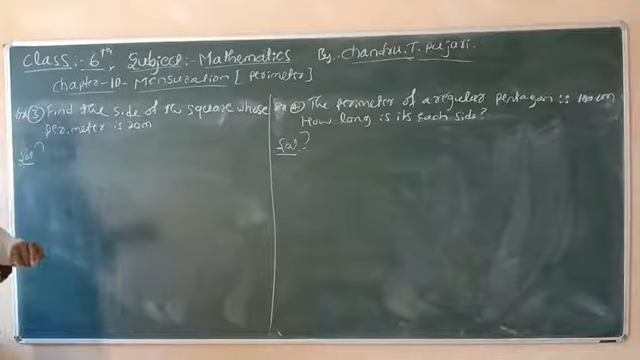 Class:- 6th, Subject:- Mathematics By. Chandru. T. Pujari.
Chapter-10- Mensuration [Perimeter]
Ex ③ Find the side of the square whose
perimeter is 20m
Sol?
Ex The perimeter of a regular pentagon is 100cm
How long is its each side?
Sol?